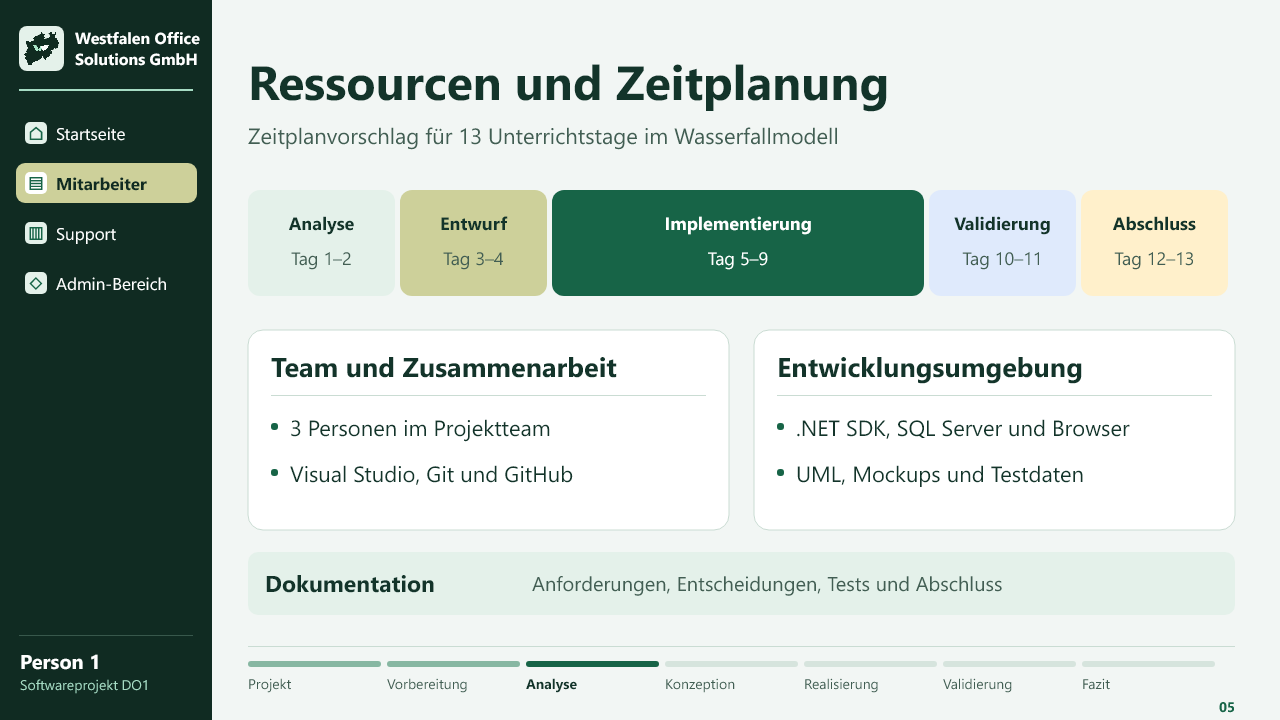 Westfalen Office
Solutions GmbH
Startseite
Mitarbeiter
Support
Admin-Bereich
Person 1
Softwareprojekt DO1
Ressourcen und Zeitplanung
Zeitplanvorschlag für 13 Unterrichtstage im Wasserfallmodell
Analyse
Tag 1–2
Entwurf
Tag 3–4
Implementierung
Tag 5–9
Validierung
Tag 10–11
Abschluss
Tag 12–13
Team und Zusammenarbeit
• 3 Personen im Projektteam
• Visual Studio, Git und GitHub
Entwicklungsumgebung
• .NET SDK, SQL Server und Browser
• UML, Mockups und Testdaten
Dokumentation
Anforderungen, Entscheidungen, Tests und Abschluss
Projekt
Vorbereitung
Analyse
Konzeption
Realisierung
Validierung
Fazit
05